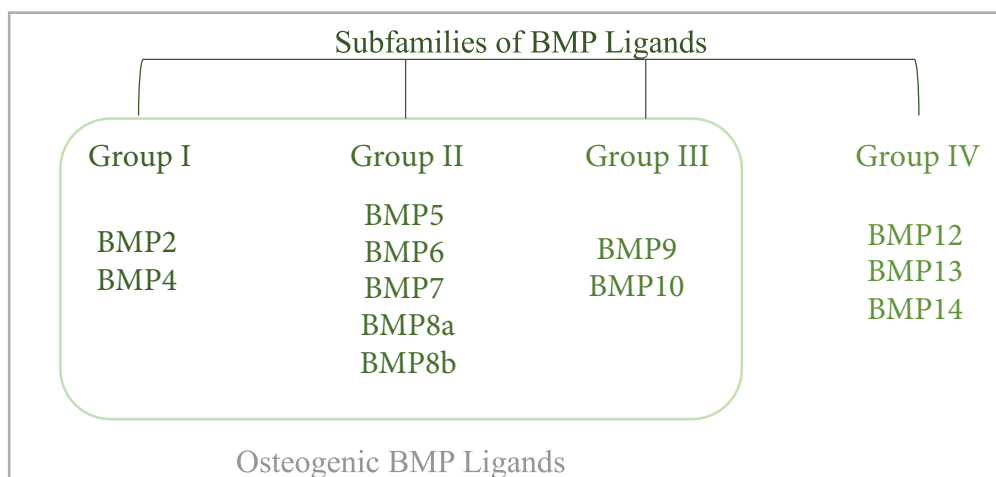 Subfamilies of BMP Ligands
Group I
BMP2
BMP4
Group II
BMP5
BMP6
BMP7
BMP8a
BMP8b
Group III
BMP9
BMP10
Group IV
BMP12
BMP13
BMP14
Osteogenic BMP Ligands